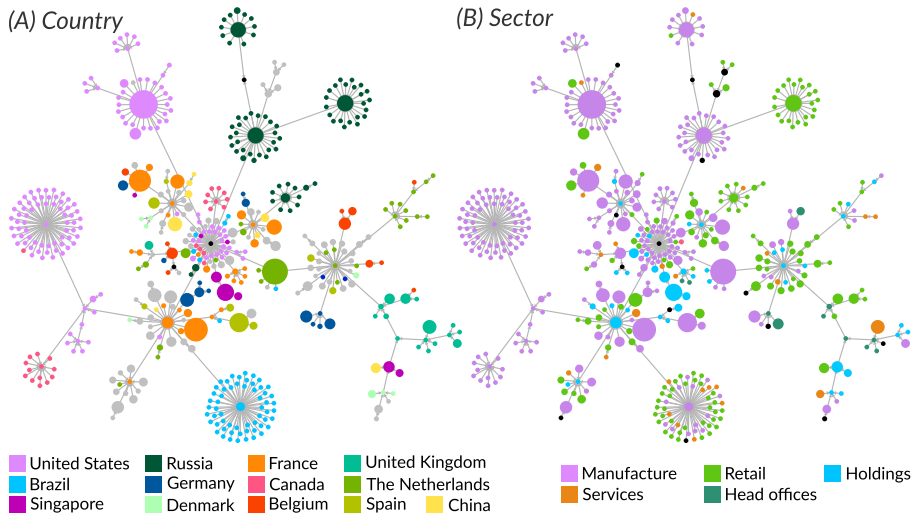 (A) Country
(B) Sector
United States
Russia
France
United Kingdom
Brazil
Germany
Canada
The Netherlands
Singapore
Denmark
Belgium
Spain
China
Manufacture
Retail
Holdings
Services
Head offices